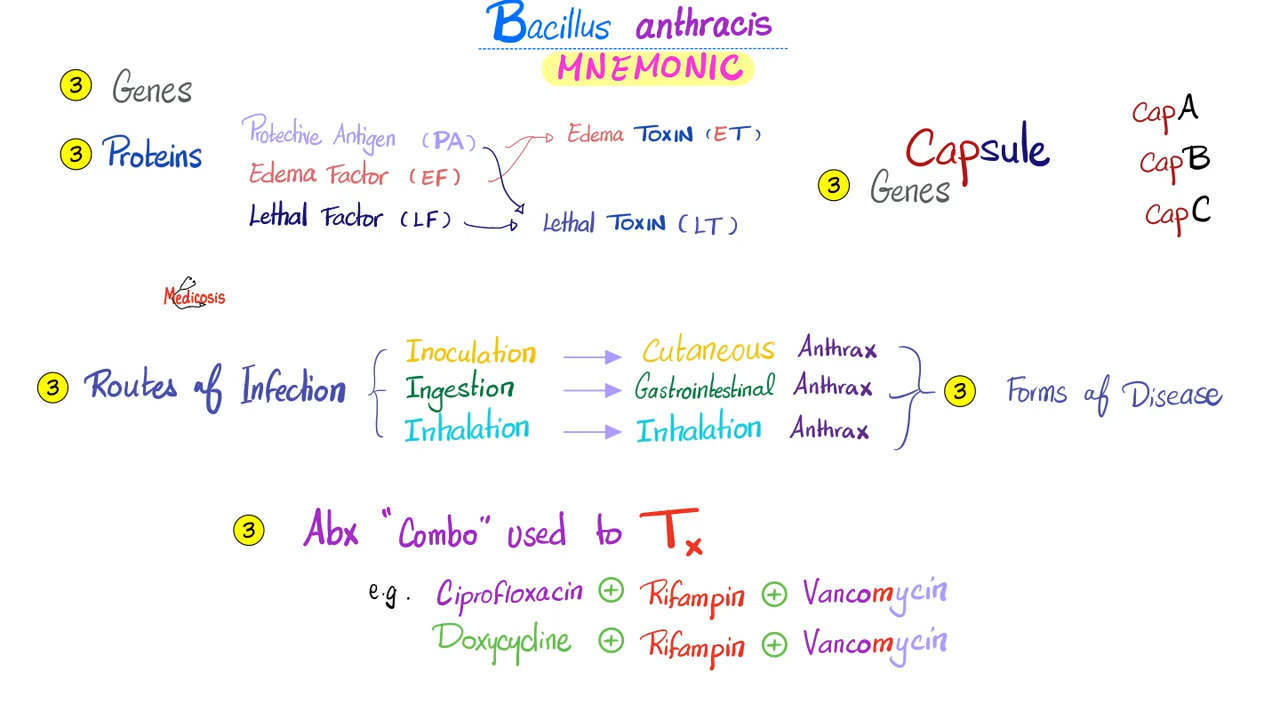 Bacillus anthracis
MNEMONIC
3 Genes
3 Proteins
Protective Antigen (PA)
Edema Factor (EF)
Lethal Factor (LF)
Edema TOXIN (ET)
Lethal TOXIN (LT)
Capsule
3 Genes
CapA
CapB
CapC
Medicosis
3 Routes of Infection
Inoculation Cutaneous Anthrax
Ingestion Gastrointestinal Anthrax
Inhalation Inhalation Anthrax
3 Forms of Disease
3 Abx "Combo" used to Tx
e.g. Ciprofloxacin + Rifampin + Vancomycin
Doxycycline + Rifampin + Vancomycin